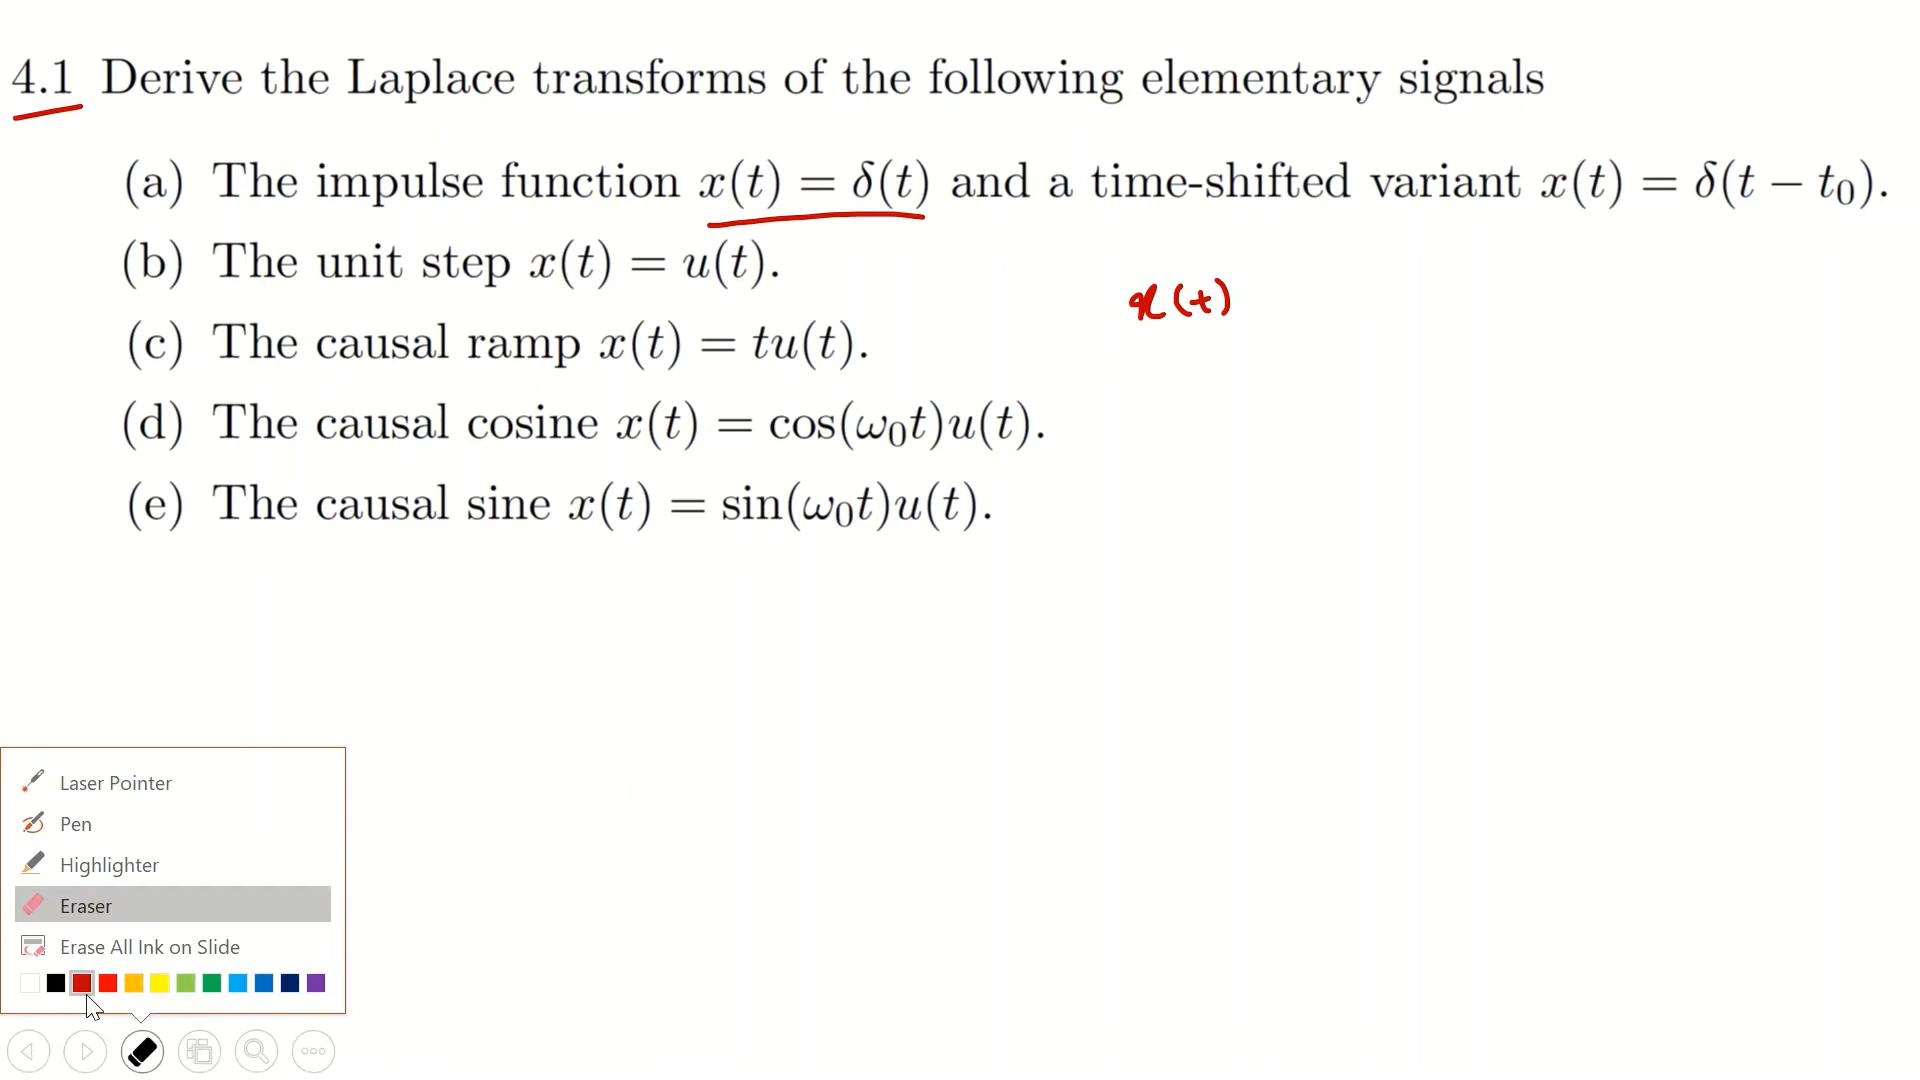 4.1 Derive the Laplace transforms of the following elementary signals
(a) The impulse function x(t) = δ(t) and a time-shifted variant x(t) = δ(t − t₀).
(b) The unit step x(t) = u(t).
x(t)
(c) The causal ramp x(t) = tu(t).
(d) The causal cosine x(t) = cos(ω₀t)u(t).
(e) The causal sine x(t) = sin(ω₀t)u(t).
Laser Pointer
Pen
Highlighter
Eraser
Erase All Ink on Slide